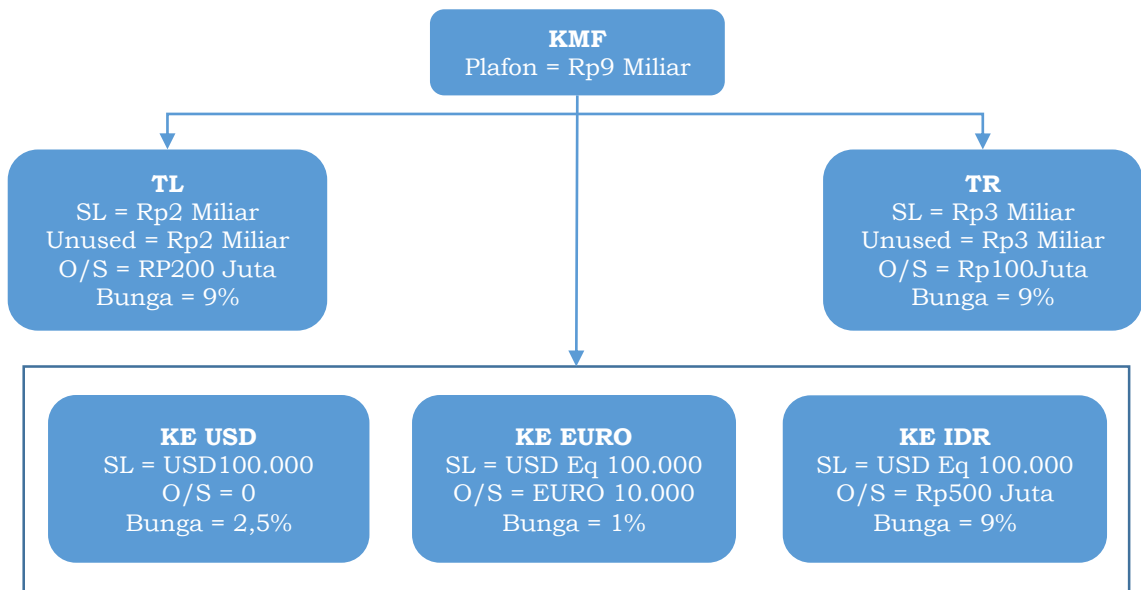 KMF
Plafon = Rp9 Miliar
TL
SL = Rp2 Miliar
Unused = Rp2 Miliar
O/S = RP200 Juta
Bunga = 9%
TR
SL = Rp3 Miliar
Unused = Rp3 Miliar
O/S = Rp100Juta
Bunga = 9%
KE USD
SL = USD100.000
O/S = 0
Bunga = 2,5%
KE EURO
SL = USD Eq 100.000
O/S = EURO 10.000
Bunga = 1%
KE IDR
SL = USD Eq 100.000
O/S = Rp500 Juta
Bunga = 9%